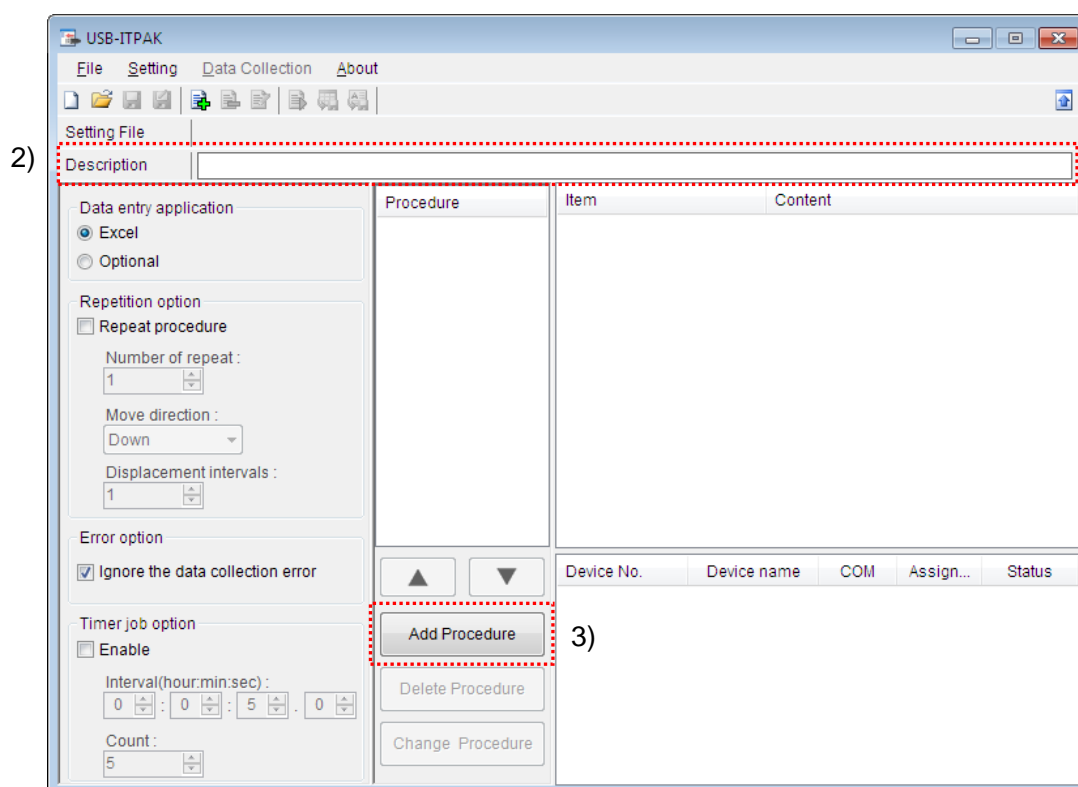 USB-ITPAK
File Setting Data Collection About
Setting File
2)
Description
Data entry application
Excel
Optional
Repetition option
Repeat procedure
Number of repeat :
1
Move direction :
Down
Displacement intervals :
1
Error option
Ignore the data collection error
Timer job option
Enable
Interval(hour:min:sec) :
0 : 0 : 5 . 0
Count :
5
Procedure
Add Procedure
3)
Delete Procedure
Change Procedure
Item Content
Device No. Device name COM Assign... Status